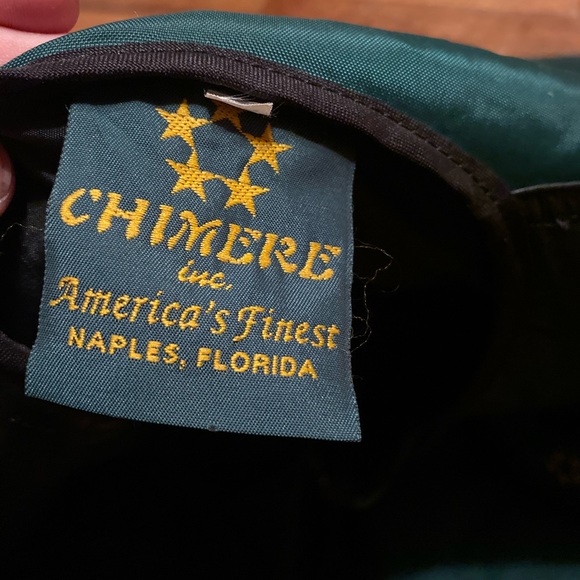 CHIMERE
inc.
America's Finest
NAPLES, FLORIDA